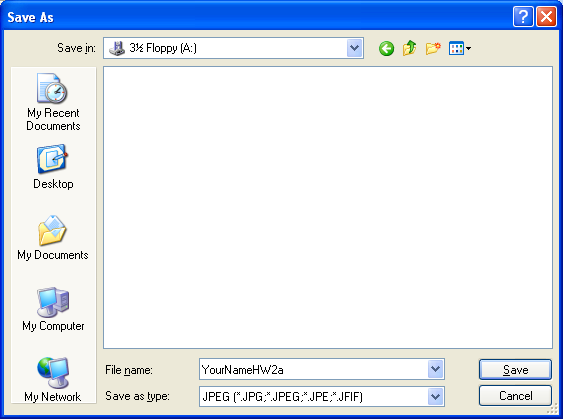 Save As
Save in: 3½ Floppy (A:)
My Recent
Documents
Desktop
My Documents
My Computer
My Network
File name: YourNameHW2a Save
Save as type: JPEG (*.JPG;*.JPEG;*.JPE;*.JFIF) Cancel